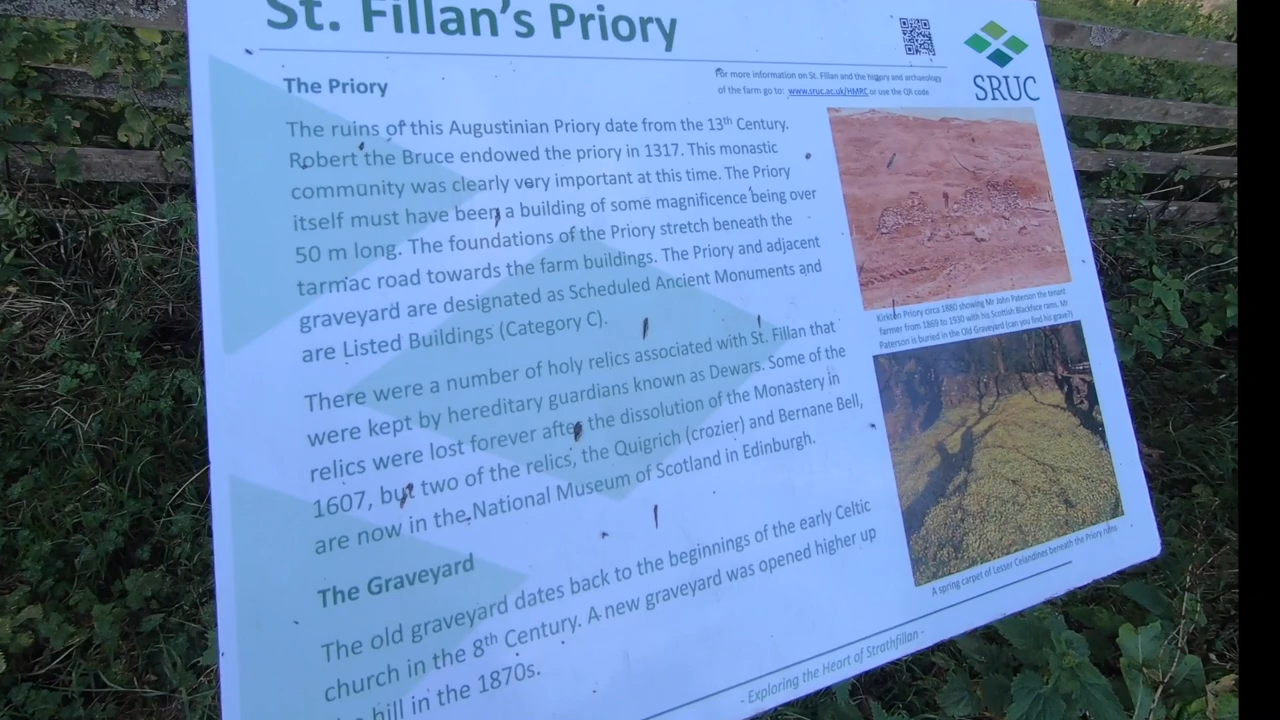 St. Fillan's Priory
For more information on St. Fillan and the history and archaeology
of the farm go to: www.sruc.ac.uk/HMRC or use the QR code
SRUC
The Priory
The ruins of this Augustinian Priory date from the 13th Century.
Robert the Bruce endowed the priory in 1317. This monastic
community was clearly very important at this time. The Priory
itself must have been a building of some magnificence being over
50 m long. The foundations of the Priory stretch beneath the
tarmac road towards the farm buildings. The Priory and adjacent
graveyard are designated as Scheduled Ancient Monuments and
are Listed Buildings (Category C).
There were a number of holy relics associated with St. Fillan that
were kept by hereditary guardians known as Dewars. Some of the
relics were lost forever after the dissolution of the Monastery in
1607, but two of the relics, the Quigrich (crozier) and Bernane Bell,
are now in the National Museum of Scotland in Edinburgh.
The Graveyard
The old graveyard dates back to the beginnings of the early Celtic
church in the 8th Century. A new graveyard was opened higher up
the hill in the 1870s.
Kirkton Priory circa 1880 showing Mr John Paterson the tenant
farmer from 1869 to 1930 with his Scottish Blackface rams. Mr
Paterson is buried in the Old Graveyard (can you find his grave?)
A spring carpet of Lesser Celandines beneath the Priory ruins
- Exploring the Heart of Strathfillan -